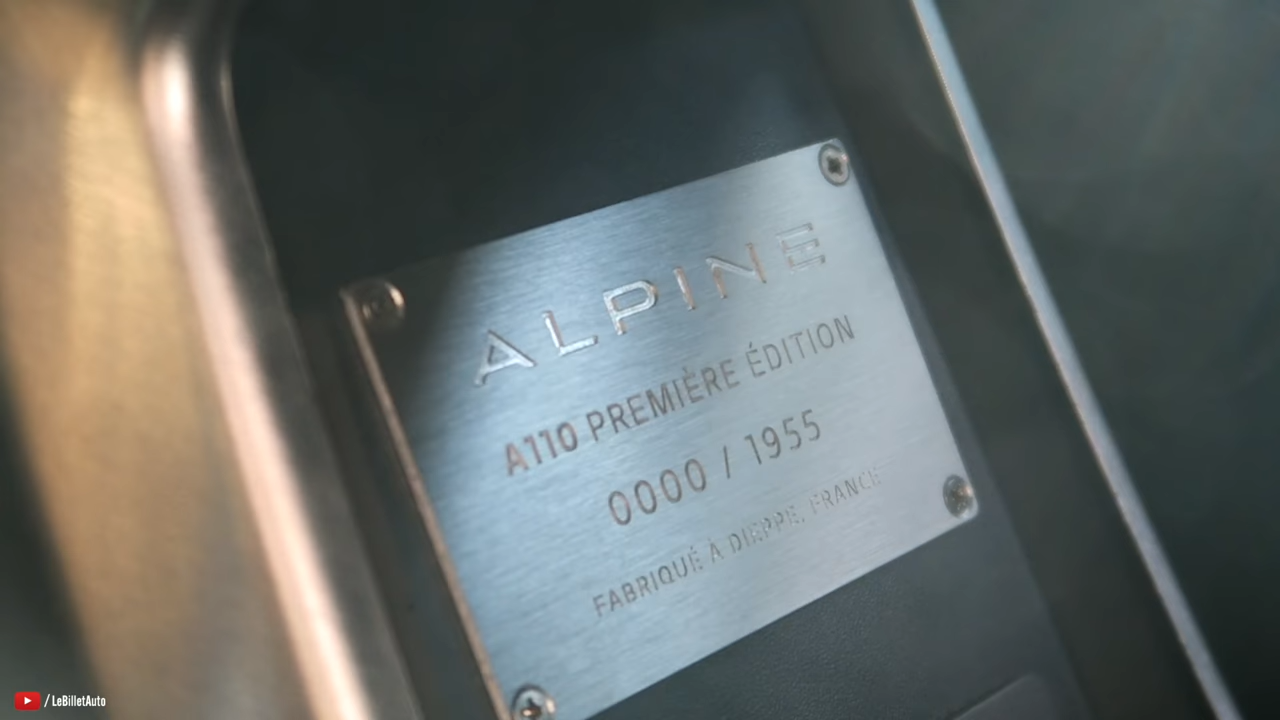 ALPINE
A110 PREMIÈRE ÉDITION
0000 / 1955
FABRIQUÉ À DIEPPE, FRANCE
/ LeBilletAuto